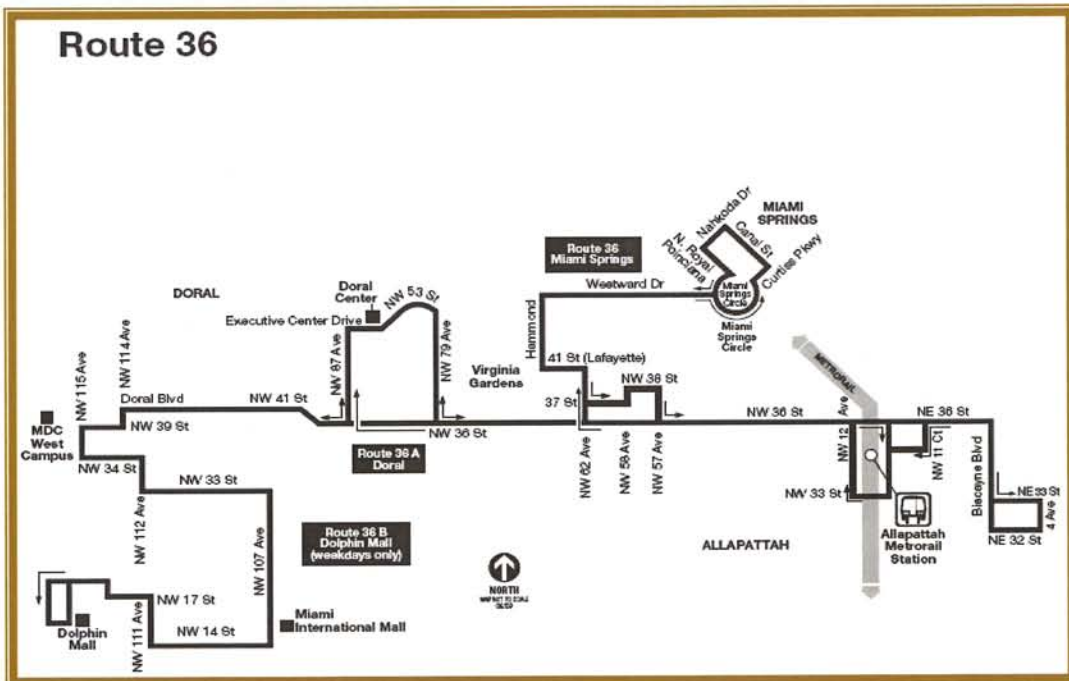 Route 36
Nahkoda Dr
MIAMI
SPRINGS
Canal St
N. Royal
Poinciana
Curtiss Pkwy
Route 36
Miami Springs
Westward Dr
Miami
Springs
Circle
Miami
Springs
Circle
DORAL
Doral
Center
NW 53 St
Executive Center Drive
NW 87 Ave
NW 79 Ave
Hammond
41 St (Lafayette)
Virginia
Gardens
NW 38 St
37 St
METRORAIL
NW 115 Ave
NW 114 Ave
Doral Blvd
NW 41 St
NW 36 St
NW 36 St
NW 12 Ave
NE 36 St
MDC
West
Campus
NW 39 St
Route 36 A
Doral
NW 62 Ave
NW 58 Ave
NW 57 Ave
NW 11 Ct
Biscayne Blvd
NW 34 St
NW 33 St
NW 33 St
NE 33 St
4 Ave
NE 32 St
NW 112 Ave
NW 107 Ave
Route 36 B
Dolphin Mall
(weekdays only)
ALLAPATTAH
Allapattah
Metrorail
Station
NORTH
NW 17 St
Dolphin
Mall
NW 111 Ave
NW 14 St
Miami
International Mall